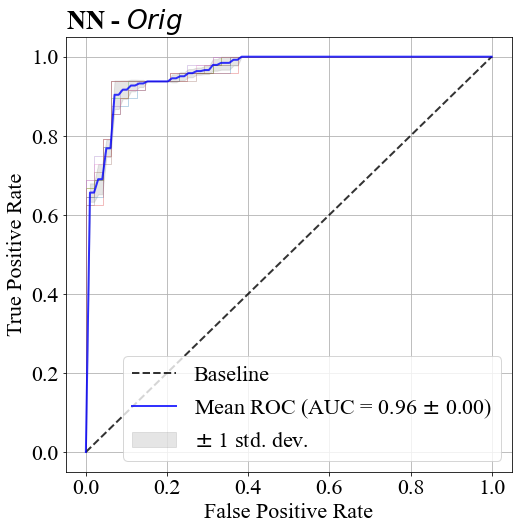 NN - Orig
1.0
0.8
0.6
0.4
0.2
0.0
True Positive Rate
Baseline
Mean ROC (AUC = 0.96 ± 0.00)
± 1 std. dev.
0.0 0.2 0.4 0.6 0.8 1.0
False Positive Rate